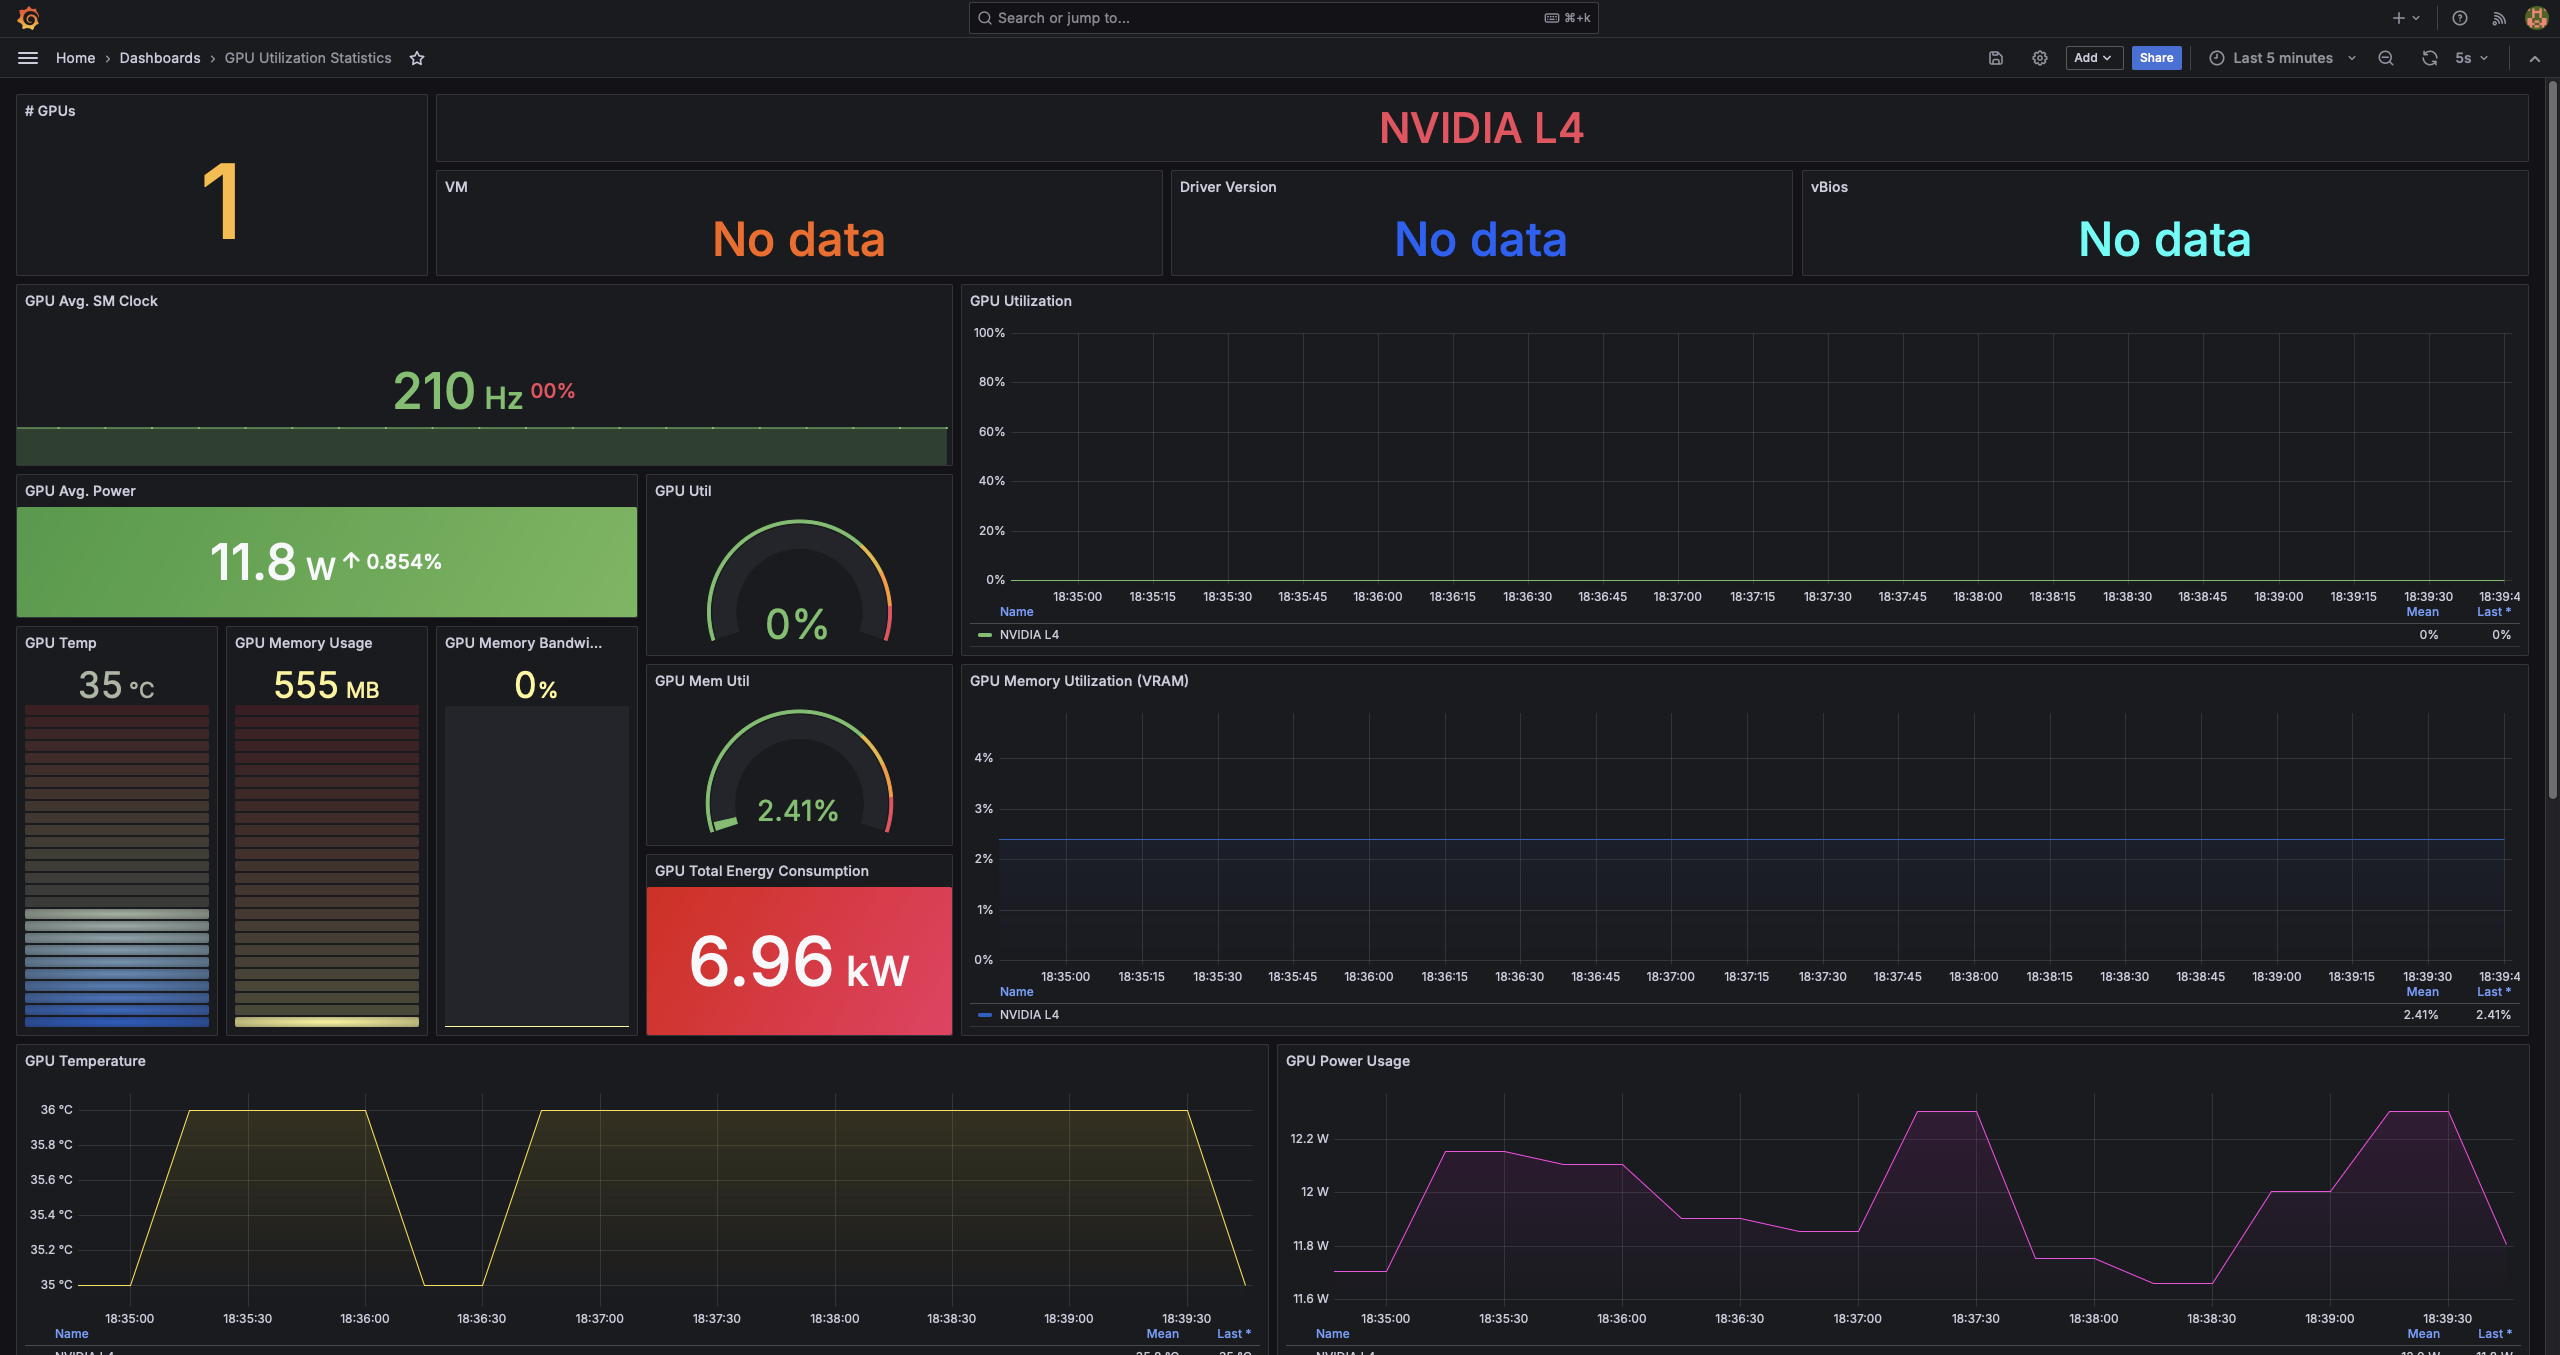 Search or jump to...
⌘+k
Home › Dashboards › GPU Utilization Statistics
Add
Share
Last 5 minutes
5s
# GPUs
1
NVIDIA L4
VM
No data
Driver Version
No data
vBios
No data
GPU Avg. SM Clock
210 Hz 00%
GPU Utilization
100%
80%
60%
40%
20%
0%
18:35:00 18:35:15 18:35:30 18:35:45 18:36:00 18:36:15 18:36:30 18:36:45 18:37:00 18:37:15 18:37:30 18:37:45 18:38:00 18:38:15 18:38:30 18:38:45 18:39:00 18:39:15 18:39:30 18:39:4
Name Mean Last *
NVIDIA L4 0% 0%
GPU Avg. Power
11.8 W ↑ 0.854%
GPU Util
0%
GPU Temp
35 °C
GPU Memory Usage
555 MB
GPU Memory Bandwi...
0%
GPU Mem Util
2.41%
GPU Total Energy Consumption
6.96 kW
GPU Memory Utilization (VRAM)
4%
3%
2%
1%
0%
18:35:00 18:35:15 18:35:30 18:35:45 18:36:00 18:36:15 18:36:30 18:36:45 18:37:00 18:37:15 18:37:30 18:37:45 18:38:00 18:38:15 18:38:30 18:38:45 18:39:00 18:39:15 18:39:30 18:39:4
Name Mean Last *
NVIDIA L4 2.41% 2.41%
GPU Temperature
36 °C
35.8 °C
35.6 °C
35.4 °C
35.2 °C
35 °C
18:35:00 18:35:30 18:36:00 18:36:30 18:37:00 18:37:30 18:38:00 18:38:30 18:39:00 18:39:30
Name Mean Last *
NVIDIA L4
GPU Power Usage
12.2 W
12 W
11.8 W
11.6 W
18:35:00 18:35:30 18:36:00 18:36:30 18:37:00 18:37:30 18:38:00 18:38:30 18:39:00 18:39:30
Name Mean Last *
NVIDIA L4